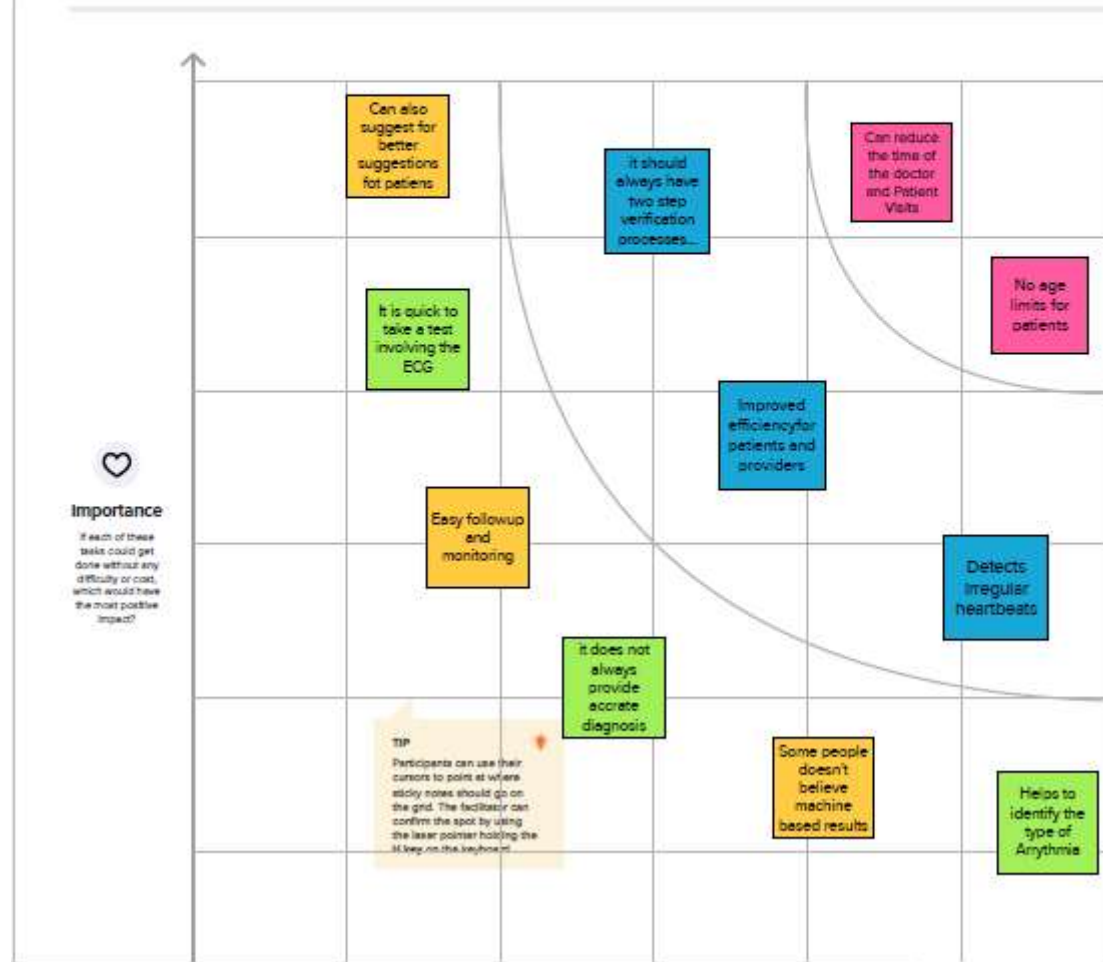 Can also
suggest for
better
suggestions
fot patiens
it should
always have
two step
verification
processes...
Can reduce
the time of
the doctor
and Patient
Visits
No age
limits for
patients
It is quick to
take a test
involving the
ECG
Improved
efficiencyfor
patients and
providers
Importance
If each of these
tasks could get
done without any
difficulty or cost,
which would have
the most positive
impact?
Easy followup
and
monitoring
Detects
irregular
heartbeats
it does not
always
provide
accrate
diagnosis
TIP
Participants can use their
cursors to point at where
sticky notes should go on
the grid. The facilitator can
confirm the spot by using
the laser pointer holding the
H key on the keyboard.
Some people
doesn't
believe
machine
based results
Helps to
identify the
type of
Arrythmia